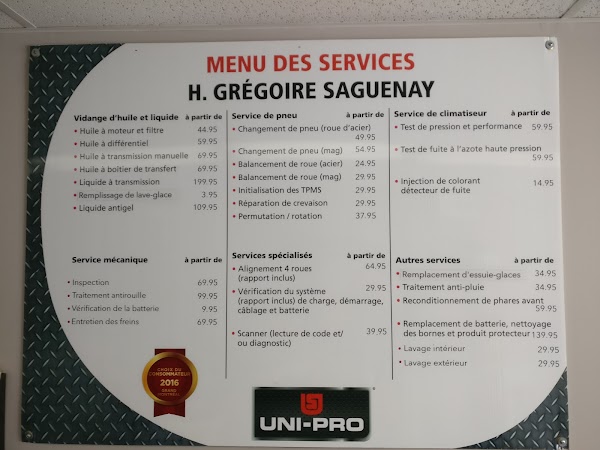 MENU DES SERVICES
H. GRÉGOIRE SAGUENAY
Vidange d'huile et liquide à partir de
• Huile à moteur et filtre 44.95
• Huile à différentiel 59.95
• Huile à transmission manuelle 69.95
• Huile à boîtier de transfert 69.95
• Liquide à transmission 199.95
• Remplissage de lave-glace 3.95
• Liquide antigel 109.95
Service de pneu à partir de
• Changement de pneu (roue d'acier)
49.95
• Changement de pneu (mag) 54.95
• Balancement de roue (acier) 24.95
• Balancement de roue (mag) 29.95
• Initialisation des TPMS 29.95
• Réparation de crevaison 29.95
• Permutation / rotation 37.95
Service de climatiseur à partir de
• Test de pression et performance 59.95
• Test de fuite à l'azote haute pression
59.95
• Injection de colorant 14.95
détecteur de fuite
Service mécanique à partir de
• Inspection 69.95
• Traitement antirouille 99.95
• Vérification de la batterie 9.95
• Entretien des freins 69.95
Services spécialisés à partir de
• Alignement 4 roues 64.95
(rapport inclus)
• Vérification du système 29.95
(rapport inclus) de charge, démarrage,
câblage et batterie
• Scanner (lecture de code et/ 39.95
ou diagnostic)
Autres services à partir de
• Remplacement d'essuie-glaces 34.95
• Traitement anti-pluie 34.95
• Reconditionnement de phares avant
59.95
• Remplacement de batterie, nettoyage
des bornes et produit protecteur 139.95
• Lavage intérieur 29.95
• Lavage extérieur 29.95
CHOIX DU
CONSOMMATEUR
2016
GRAND
MONTRÉAL
UNI-PRO